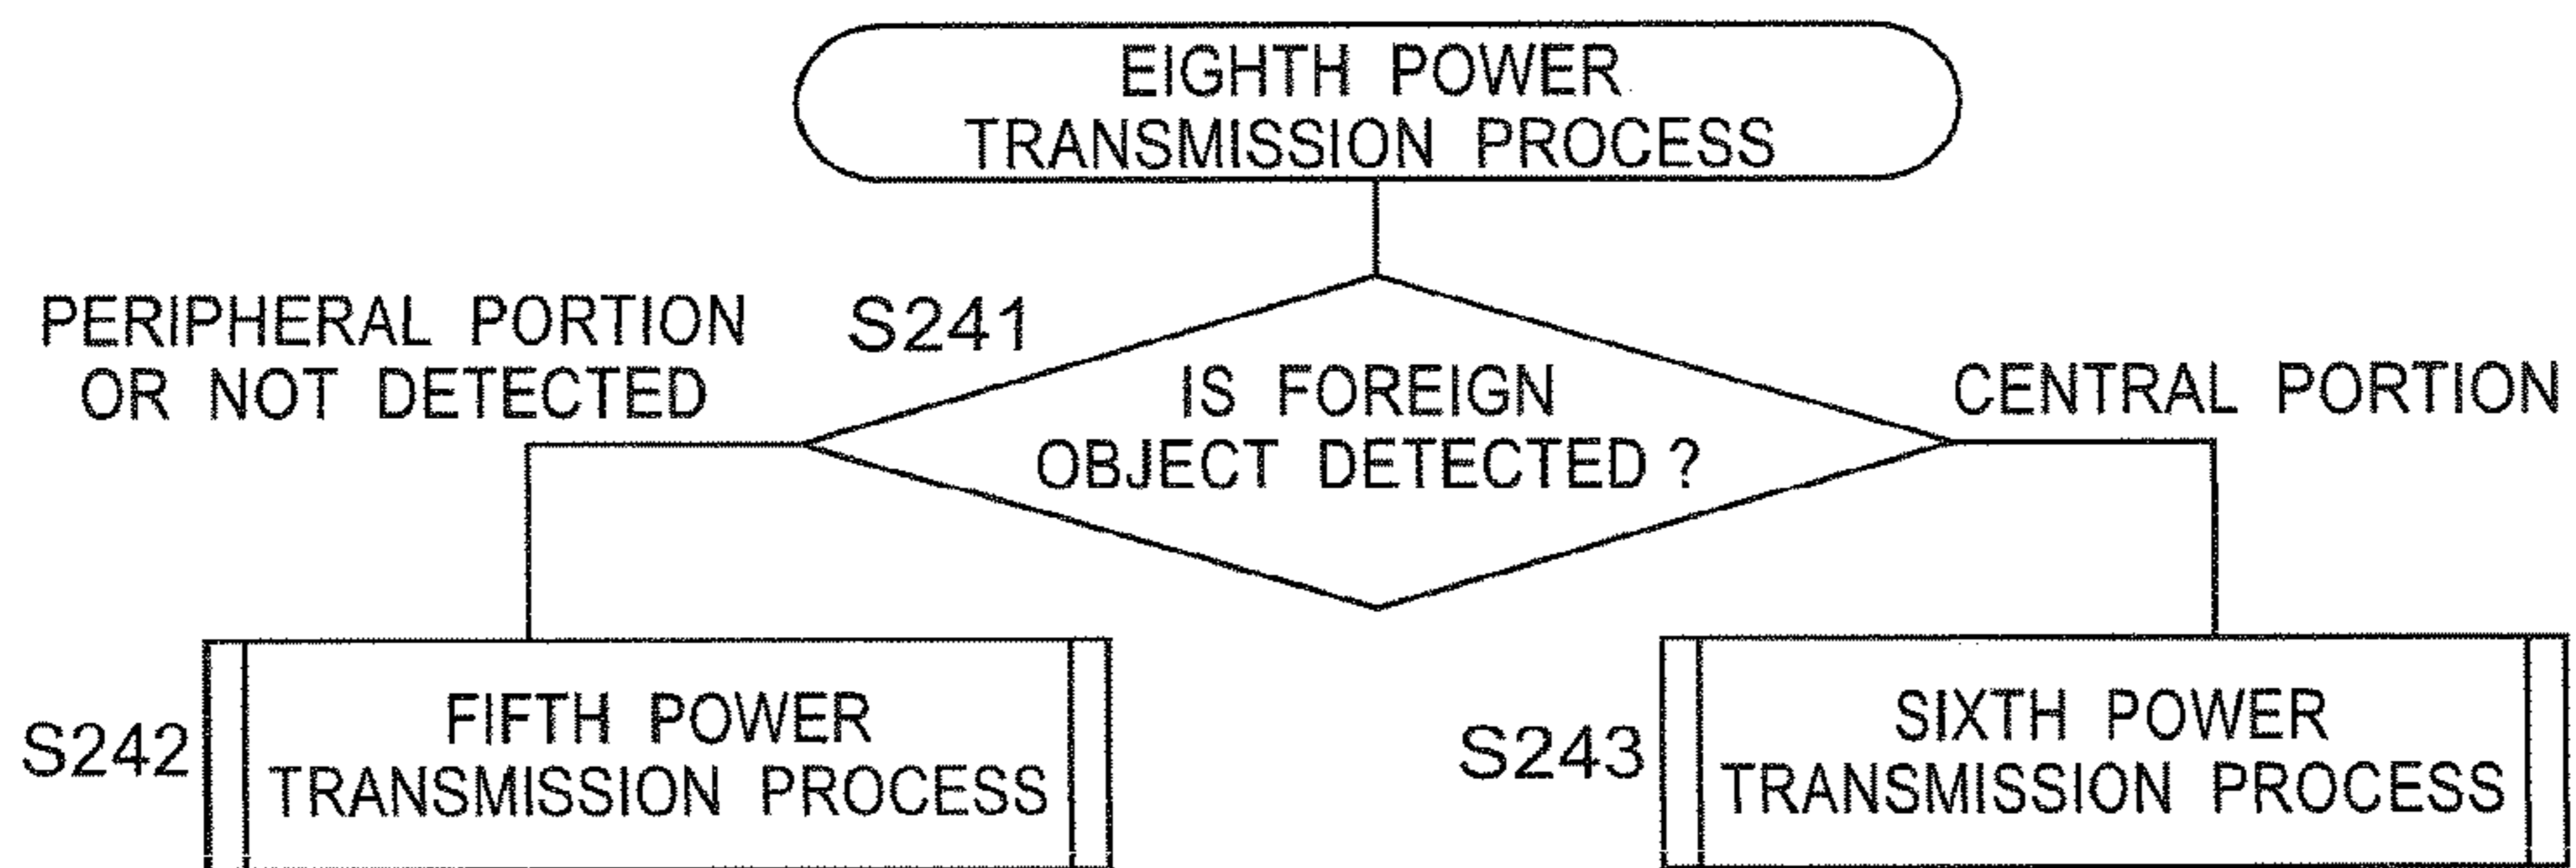 EIGHTH POWER
TRANSMISSION PROCESS
PERIPHERAL PORTION
OR NOT DETECTED
S241
IS FOREIGN
OBJECT DETECTED ?
CENTRAL PORTION
S242
FIFTH POWER
TRANSMISSION PROCESS
S243
SIXTH POWER
TRANSMISSION PROCESS